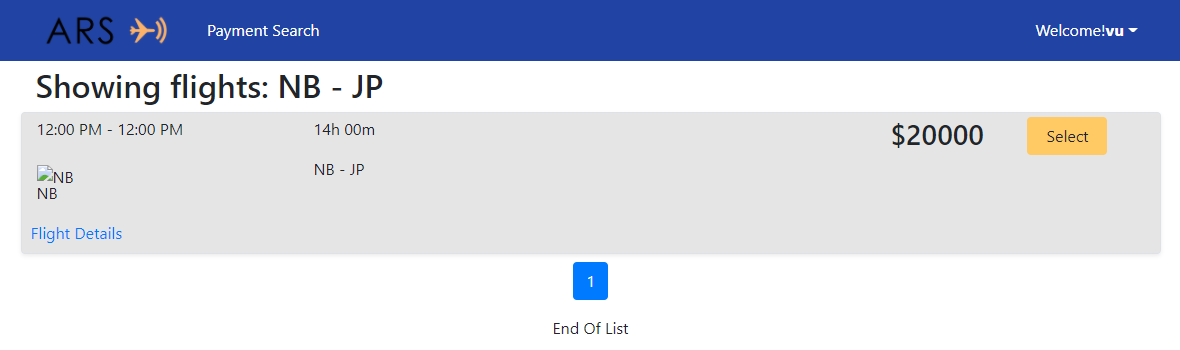 ARS Payment Search Welcome!vu
Showing flights: NB - JP
12:00 PM - 12:00 PM 14h 00m $20000 Select
NB NB - JP
NB
Flight Details
1
End Of List